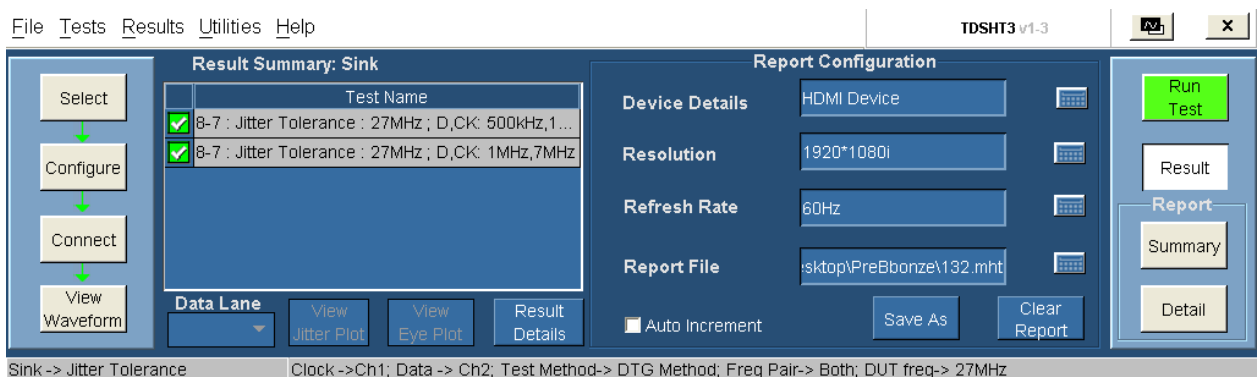 File Tests Results Utilities Help
TDSHT3 v1-3
x
Select
Configure
Connect
View Waveform
Result Summary: Sink
Test Name
8-7 : Jitter Tolerance : 27MHz ; D,CK: 500kHz,1...
8-7 : Jitter Tolerance : 27MHz ; D,CK: 1MHz,7MHz
Data Lane
View Jitter Plot
View Eye Plot
Result Details
Report Configuration
Device Details
HDMI Device
Resolution
1920*1080i
Refresh Rate
60Hz
Report File
sktop\PreBbonze\132.mht
Auto Increment
Save As
Clear Report
Run Test
Result
Report
Summary
Detail
Sink -> Jitter Tolerance
Clock ->Ch1; Data -> Ch2; Test Method-> DTG Method; Freq Pair-> Both; DUT freq-> 27MHz